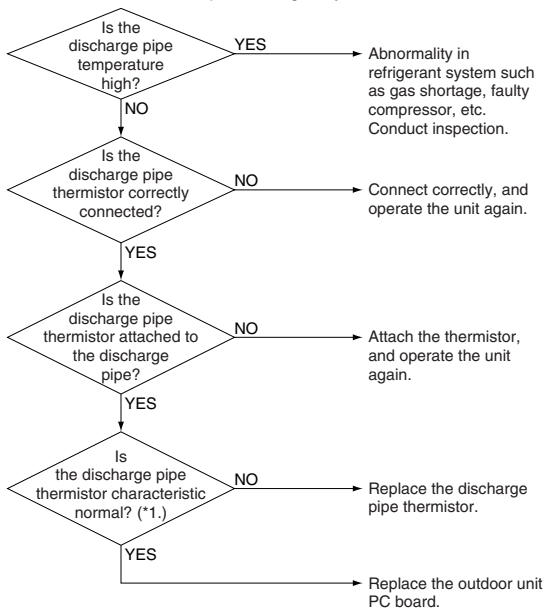 Is the
discharge pipe
temperature
high?
YES
Abnormality in
refrigerant system such
as gas shortage, faulty
compressor, etc.
Conduct inspection.
NO
Is the
discharge pipe
thermistor correctly
connected?
NO
Connect correctly, and
operate the unit again.
YES
Is the
discharge pipe
thermistor attached to
the discharge
pipe?
NO
Attach the thermistor,
and operate the unit
again.
YES
Is
the discharge pipe
thermistor characteristic
normal? (*1.)
NO
Replace the discharge
pipe thermistor.
YES
Replace the outdoor unit
PC board.